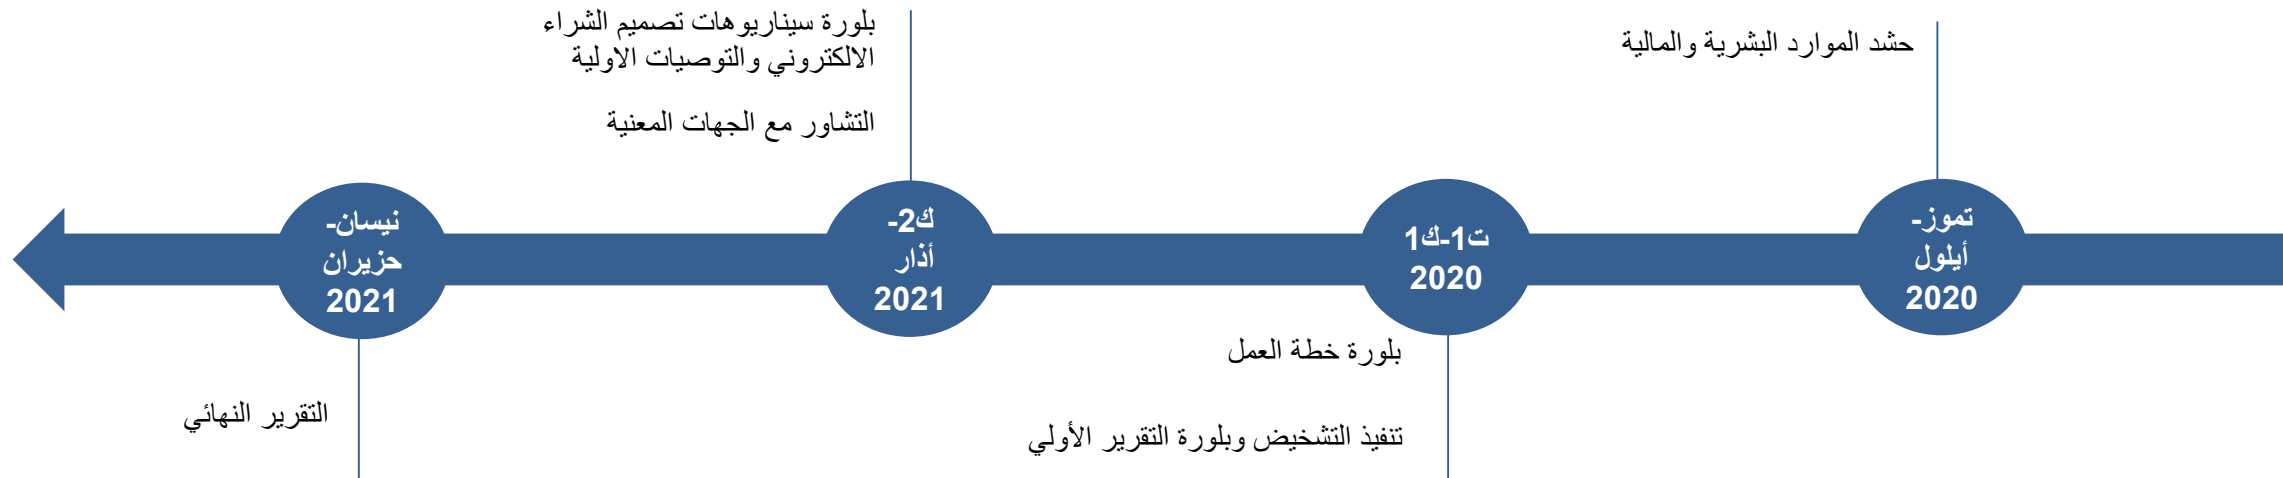 حشد الموارد البشرية والمالية
تموز-
أيلول
2020
ت1-ك1
2020
بلورة خطة العمل
تنفيذ التشخيض وبلورة التقرير الأولي
بلورة سيناريوهات تصميم الشراء
الالكتروني والتوصيات الاولية
التشاور مع الجهات المعنية
ك2-
أذار
2021
نيسان-
حزيران
2021
التقرير النهائي